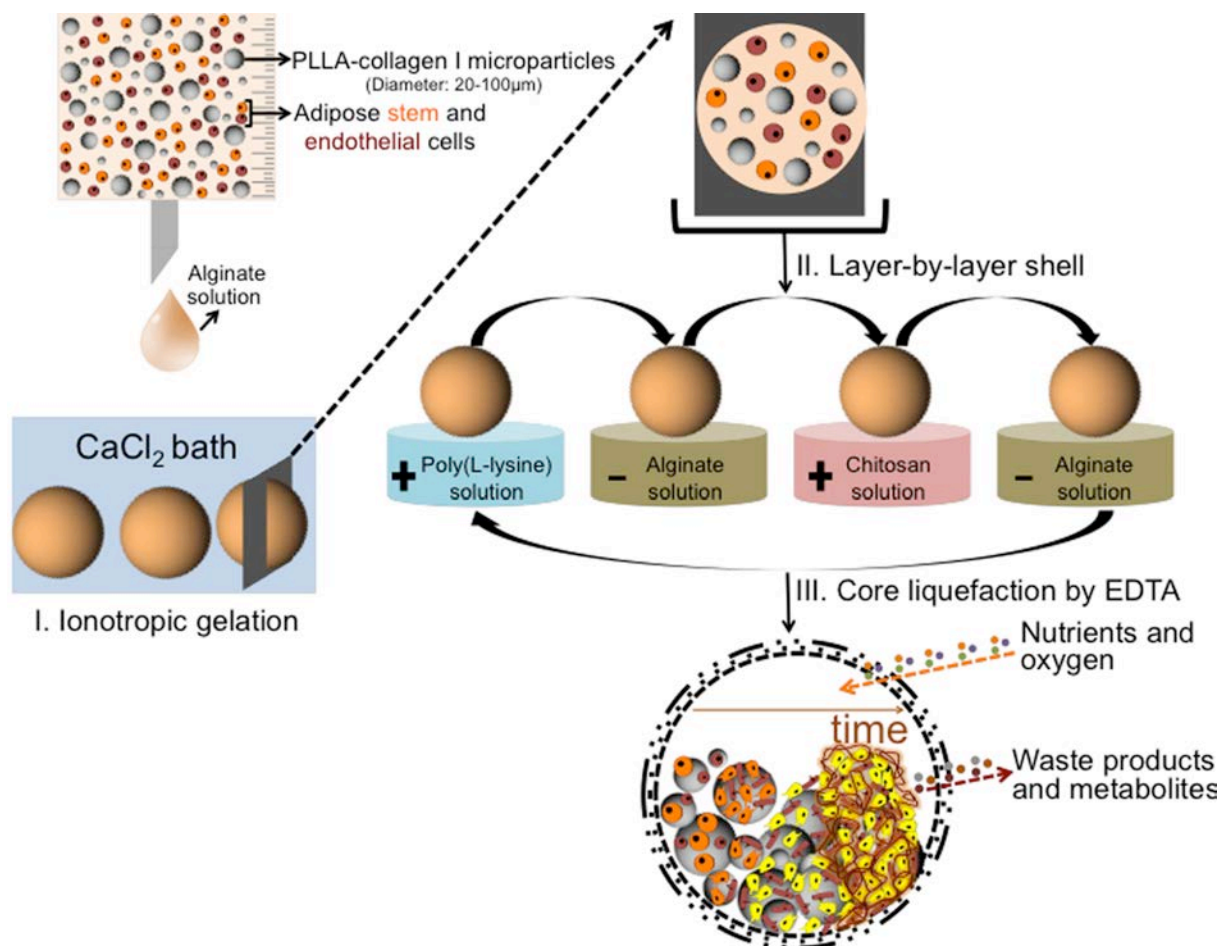 PLLA-collagen I microparticles
(Diameter: 20-100µm)
Adipose stem and
endothelial cells
Alginate
solution
CaCl₂ bath
I. Ionotropic gelation
II. Layer-by-layer shell
+ Poly(L-lysine)
solution
− Alginate
solution
+ Chitosan
solution
− Alginate
solution
III. Core liquefaction by EDTA
Nutrients and
oxygen
time
Waste products
and metabolites